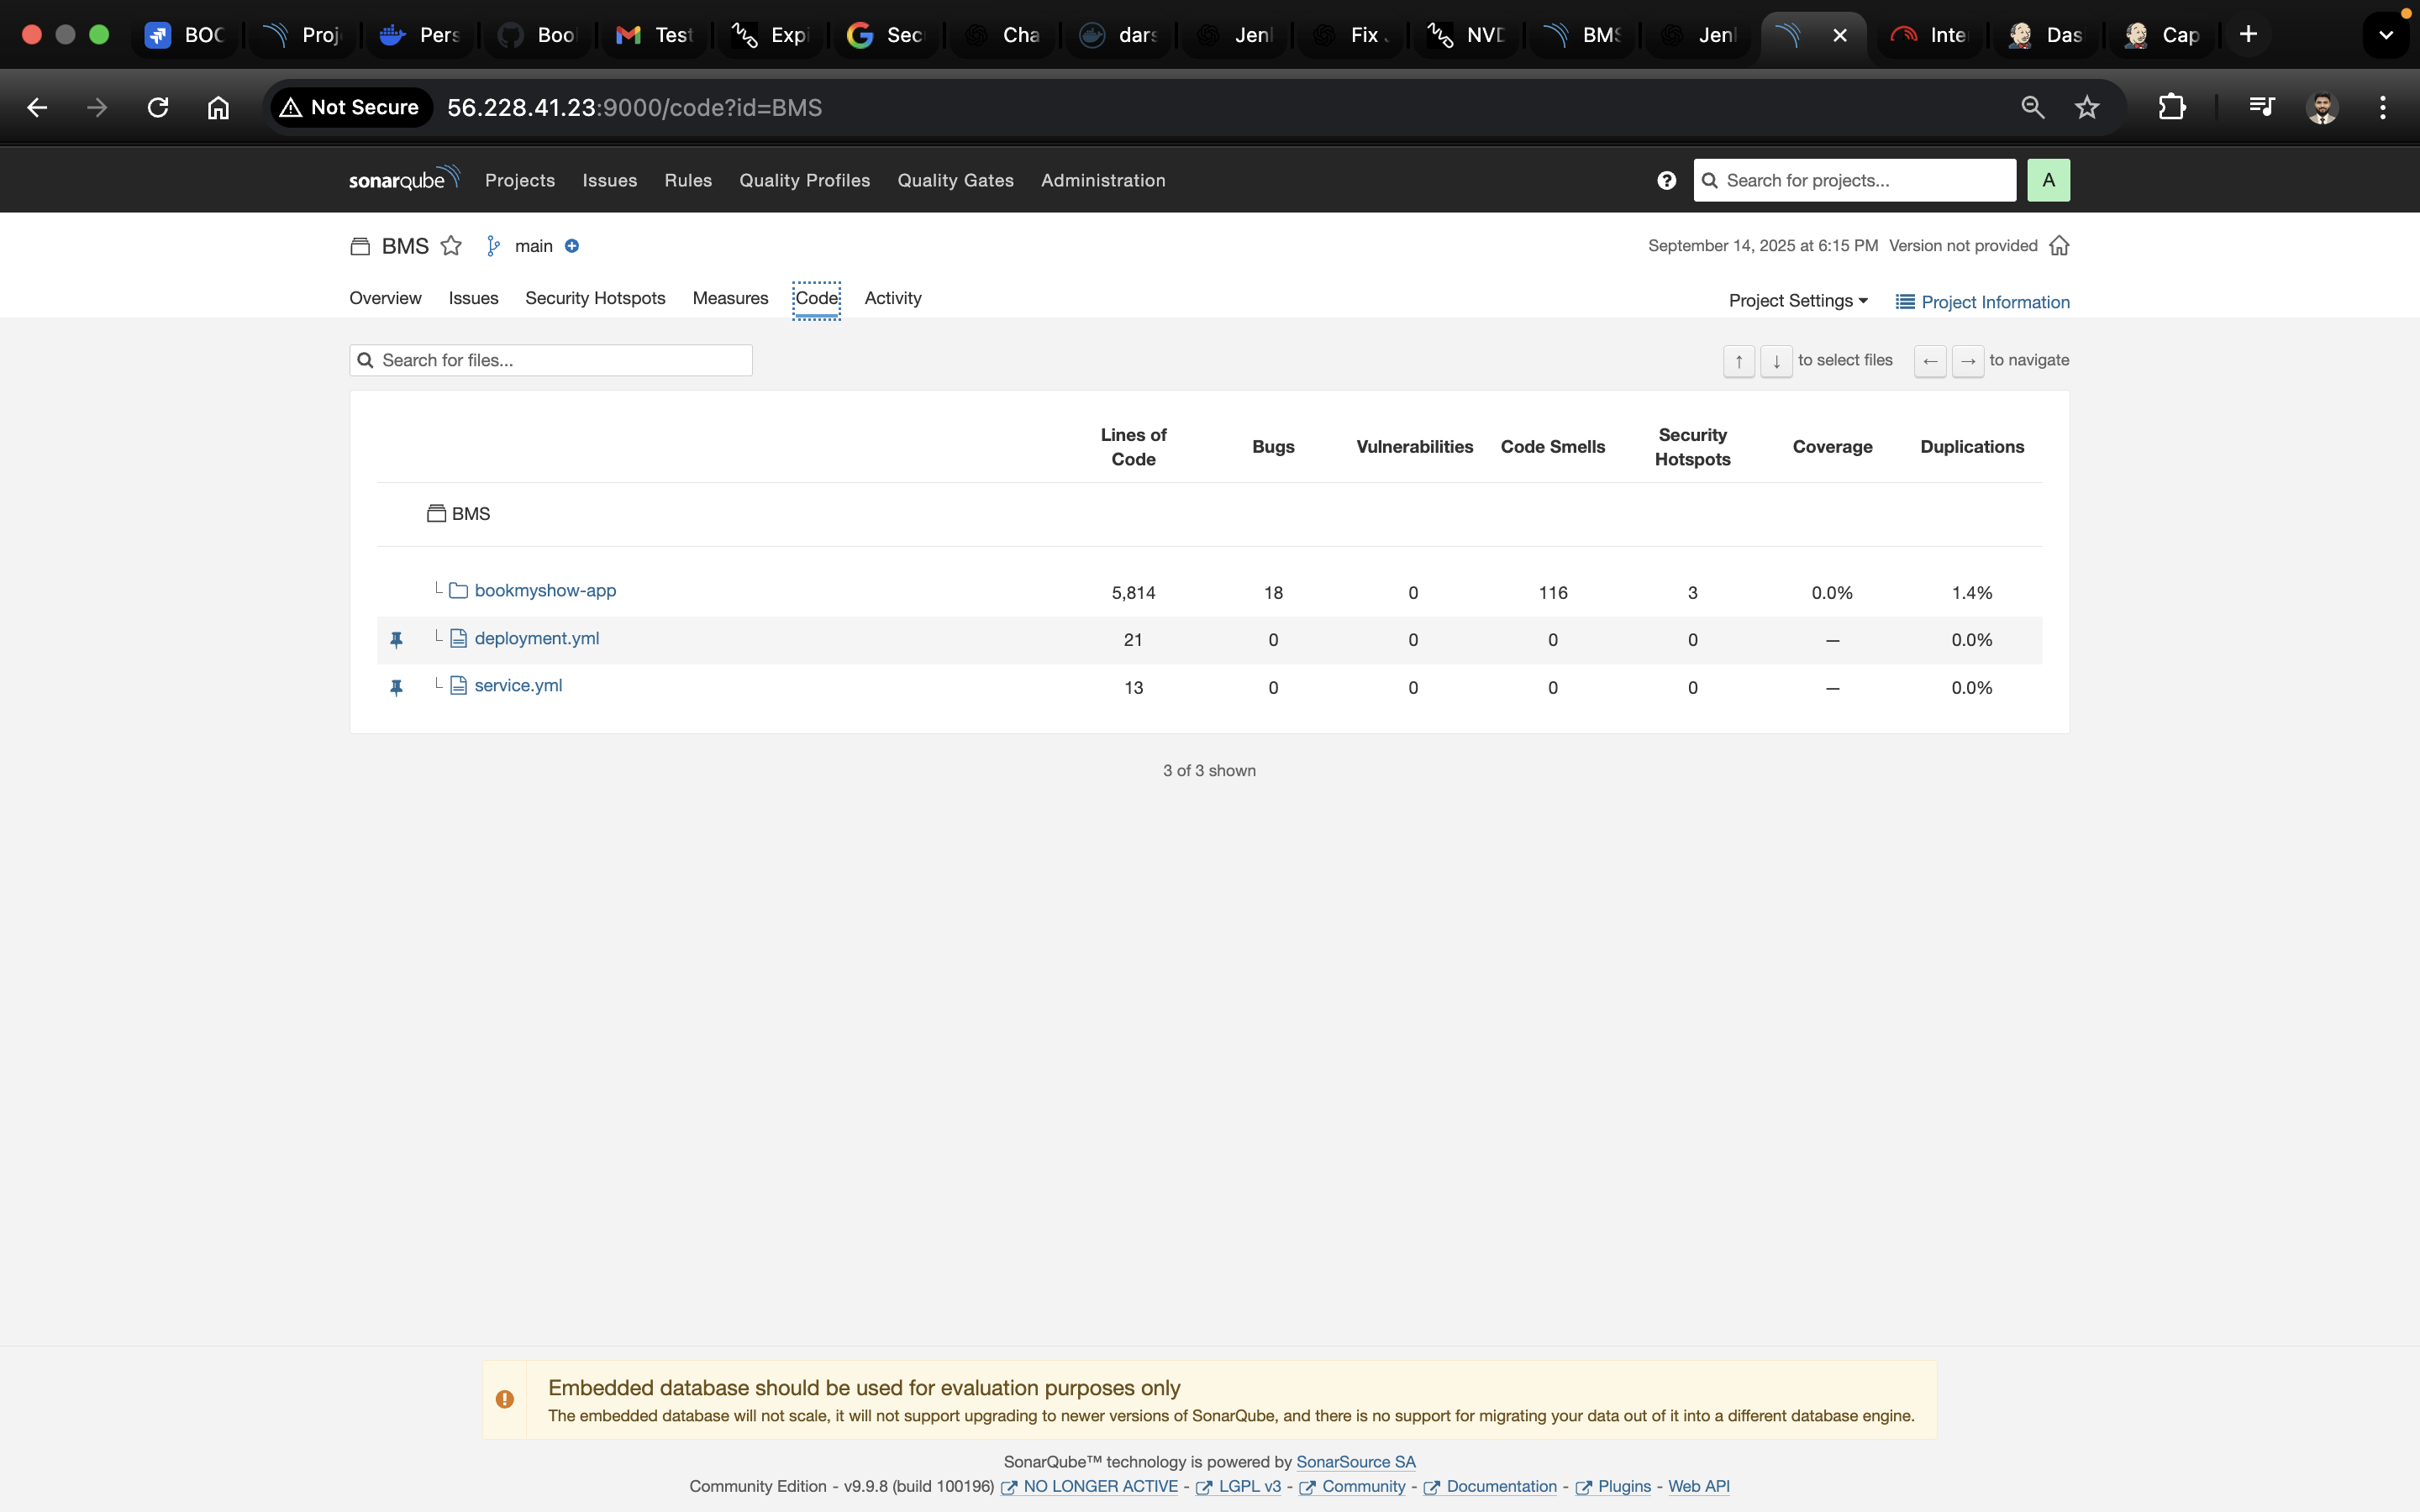 BOC Proj Pers Boo Test Expi Sec Cha dars Jen Fix NVD BMS Jen Inte Das Cap
Not Secure 56.228.41.23:9000/code?id=BMS
sonarqube Projects Issues Rules Quality Profiles Quality Gates Administration Search for projects... A
BMS main September 14, 2025 at 6:15 PM Version not provided
Overview Issues Security Hotspots Measures Code Activity Project Settings Project Information
Search for files... ↑ ↓ to select files ← → to navigate
Lines of Code Bugs Vulnerabilities Code Smells Security Hotspots Coverage Duplications
BMS
bookmyshow-app 5,814 18 0 116 3 0.0% 1.4%
deployment.yml 21 0 0 0 0 — 0.0%
service.yml 13 0 0 0 0 — 0.0%
3 of 3 shown
Embedded database should be used for evaluation purposes only
The embedded database will not scale, it will not support upgrading to newer versions of SonarQube, and there is no support for migrating your data out of it into a different database engine.
SonarQube™ technology is powered by SonarSource SA
Community Edition - v9.9.8 (build 100196) NO LONGER ACTIVE - LGPL v3 - Community - Documentation - Plugins - Web API